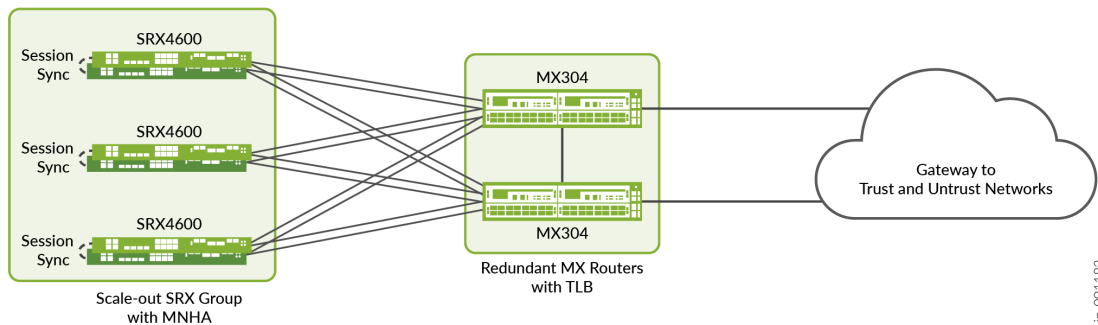 SRX4600
Session
Sync
SRX4600
Session
Sync
SRX4600
Session
Sync
Scale-out SRX Group
with MNHA
MX304
MX304
Redundant MX Routers
with TLB
Gateway to
Trust and Untrust Networks